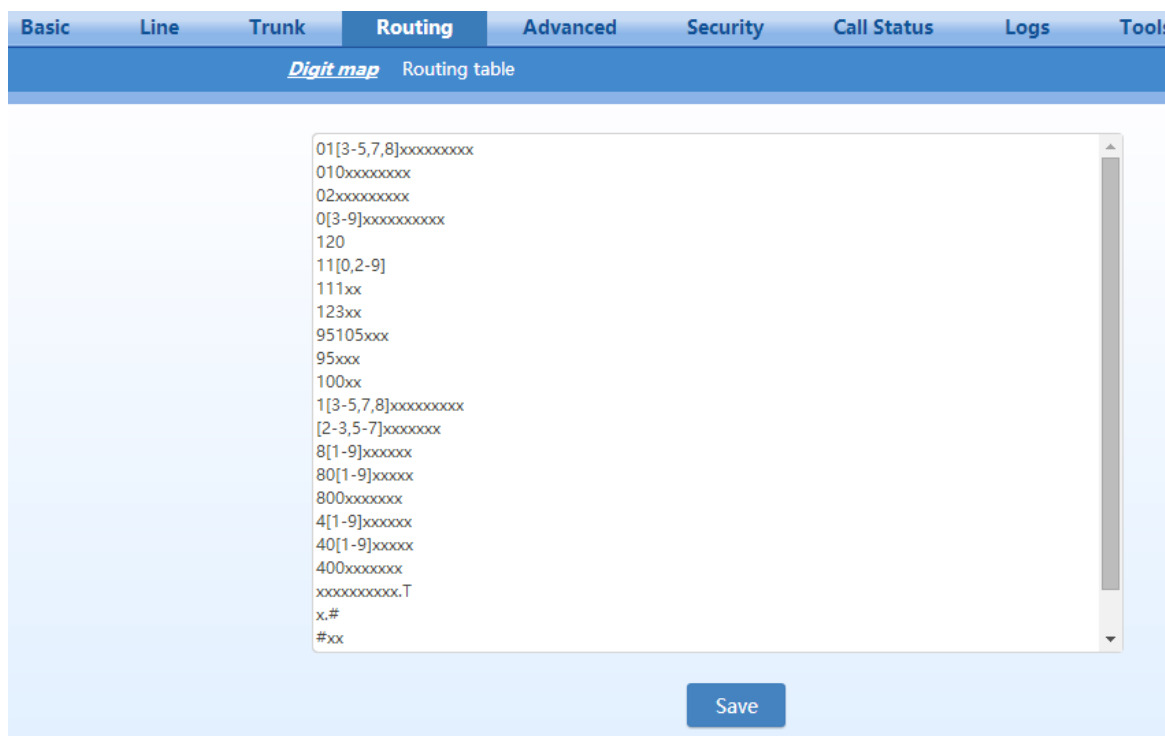 Basic Line Trunk Routing Advanced Security Call Status Logs Tools
Digit map Routing table
01[3-5,7,8]xxxxxxxxx
010xxxxxxxx
02xxxxxxxxx
0[3-9]xxxxxxxxxx
120
11[0,2-9]
111xx
123xx
95105xxx
95xxx
100xx
1[3-5,7,8]xxxxxxxxx
[2-3,5-7]xxxxxxx
8[1-9]xxxxxx
80[1-9]xxxxx
800xxxxxxx
4[1-9]xxxxxx
40[1-9]xxxxx
400xxxxxxx
xxxxxxxxxx.T
x.#
#xx
Save